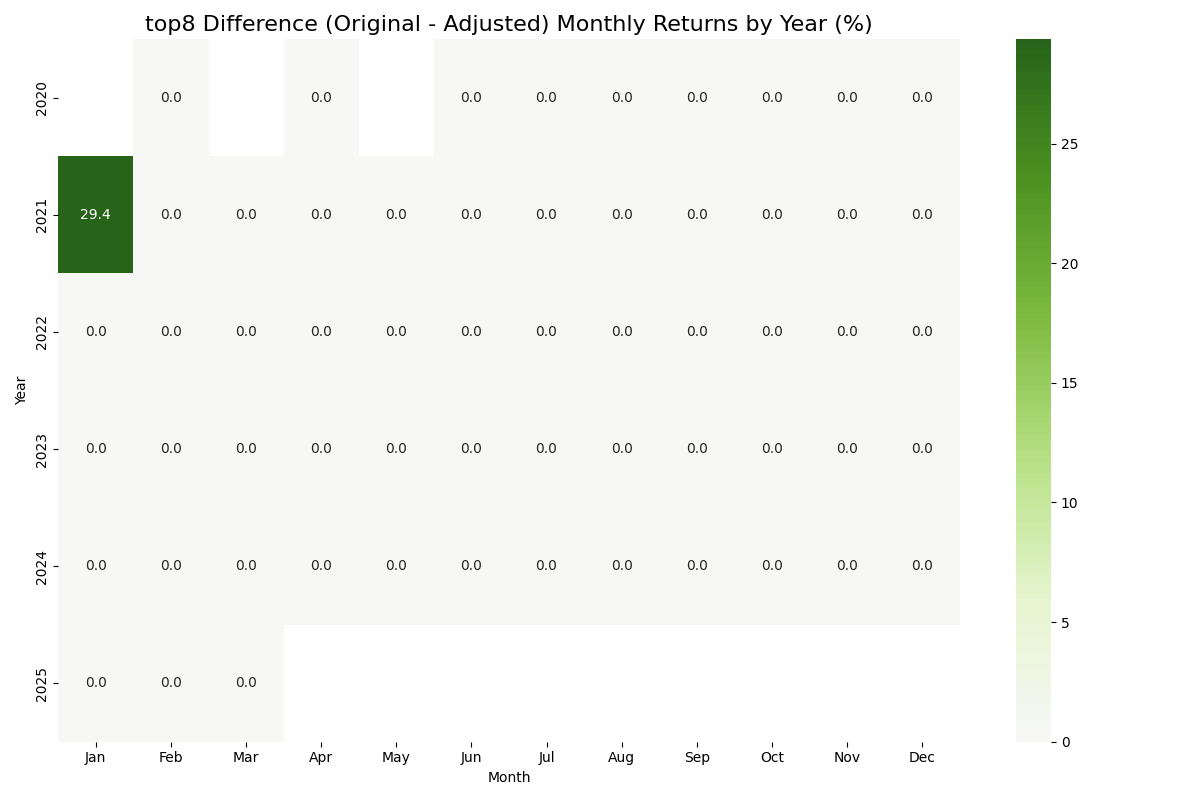 top8 Difference (Original - Adjusted) Monthly Returns by Year (%)
2020 0.0 0.0 0.0 0.0 0.0 0.0 0.0 0.0 0.0
2021 29.4 0.0 0.0 0.0 0.0 0.0 0.0 0.0 0.0 0.0 0.0 0.0
2022 0.0 0.0 0.0 0.0 0.0 0.0 0.0 0.0 0.0 0.0 0.0 0.0
2023 0.0 0.0 0.0 0.0 0.0 0.0 0.0 0.0 0.0 0.0 0.0 0.0
2024 0.0 0.0 0.0 0.0 0.0 0.0 0.0 0.0 0.0 0.0 0.0 0.0
2025 0.0 0.0 0.0
Jan Feb Mar Apr May Jun Jul Aug Sep Oct Nov Dec
Month
Year
25
20
15
10
5
0